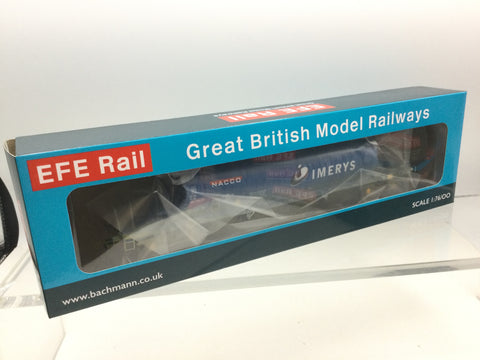 EFE Rail
Great British Model Railways
NACCO
IMERYS
SCALE 1:76/OO
www.bachmann.co.uk